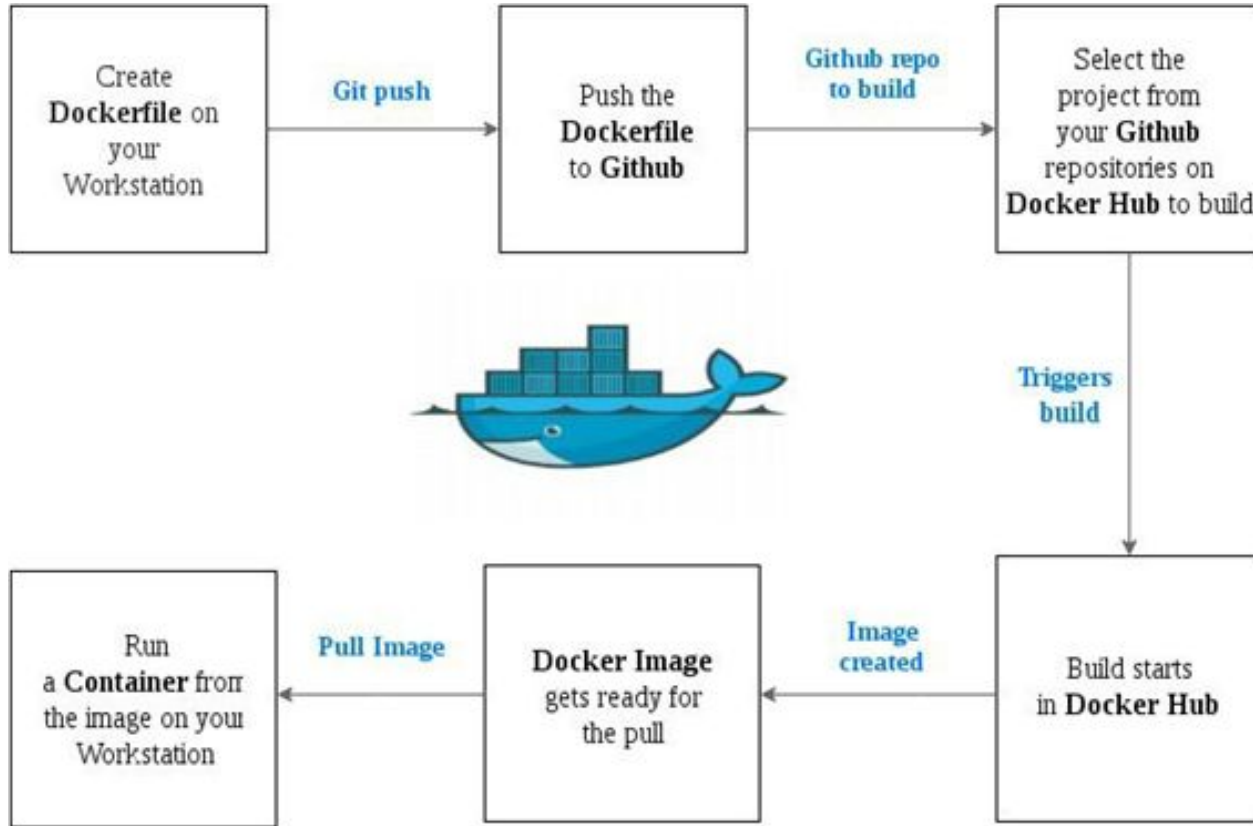 Create
Dockerfile on
your
Workstation
Git push
Push the
Dockerfile
to Github
Github repo
to build
Select the
project from
your Github
repositories on
Docker Hub to build
Triggers
build
Build starts
in Docker Hub
Image
created
Docker Image
gets ready for
the pull
Pull Image
Run
a Container from
the image on your
Workstation